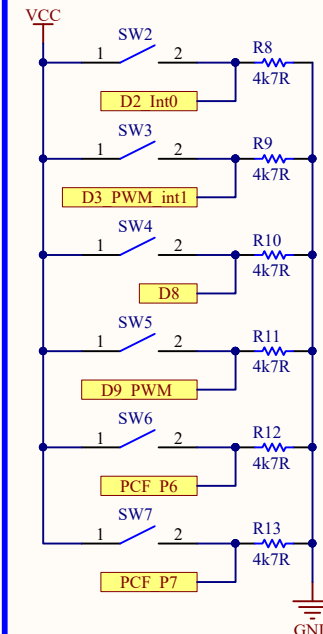 VCC
SW2
1 2
R8
4k7R
D2_Int0
SW3
1 2
R9
4k7R
D3_PWM_int1
SW4
1 2
R10
4k7R
D8
SW5
1 2
R11
4k7R
D9_PWM
SW6
1 2
R12
4k7R
PCF_P6
SW7
1 2
R13
4k7R
PCF_P7
GND